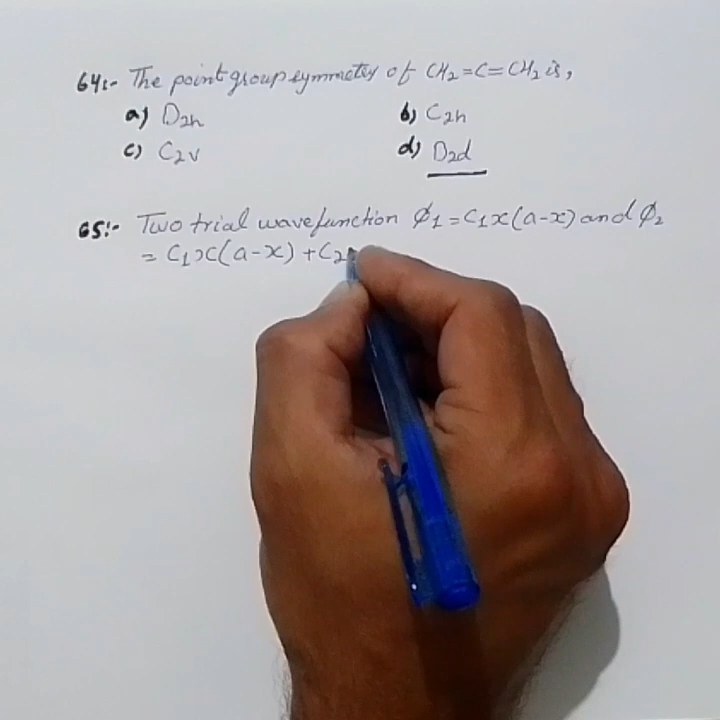 64:- The point group symmetry of CH₂=C=CH₂ is,
a) D₂h b) C₂h
c) C₂v d) D₂d
65:- Two trial wavefunction ϕ₁ = C₁x(a-x) and ϕ₂
= C₁x(a-x) + C₂